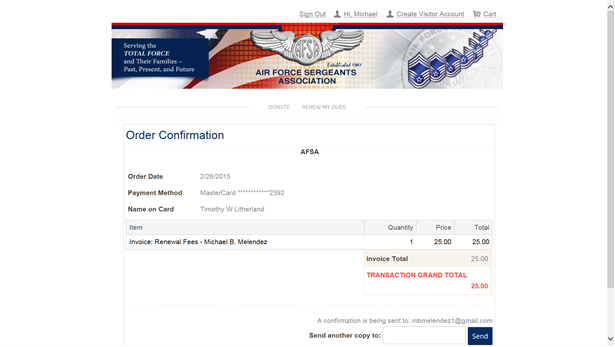 Sign Out Hi, Michael Create Visitor Account Cart
Serving the
TOTAL FORCE
and Their Families –
Past, Present, and Future
AFSA
Established 1961
AIR FORCE SERGEANTS
ASSOCIATION
DONATE RENEW MY DUES
Order Confirmation
AFSA
Order Date 2/26/2015
Payment Method MasterCard ************2392
Name on Card Timothy W Litherland
Item Quantity Price Total
Invoice: Renewal Fees - Michael B. Melendez 1 25.00 25.00
Invoice Total 25.00
TRANSACTION GRAND TOTAL
25.00
A confirmation is being sent to: mbmelendez1@gmail.com
Send another copy to: Send